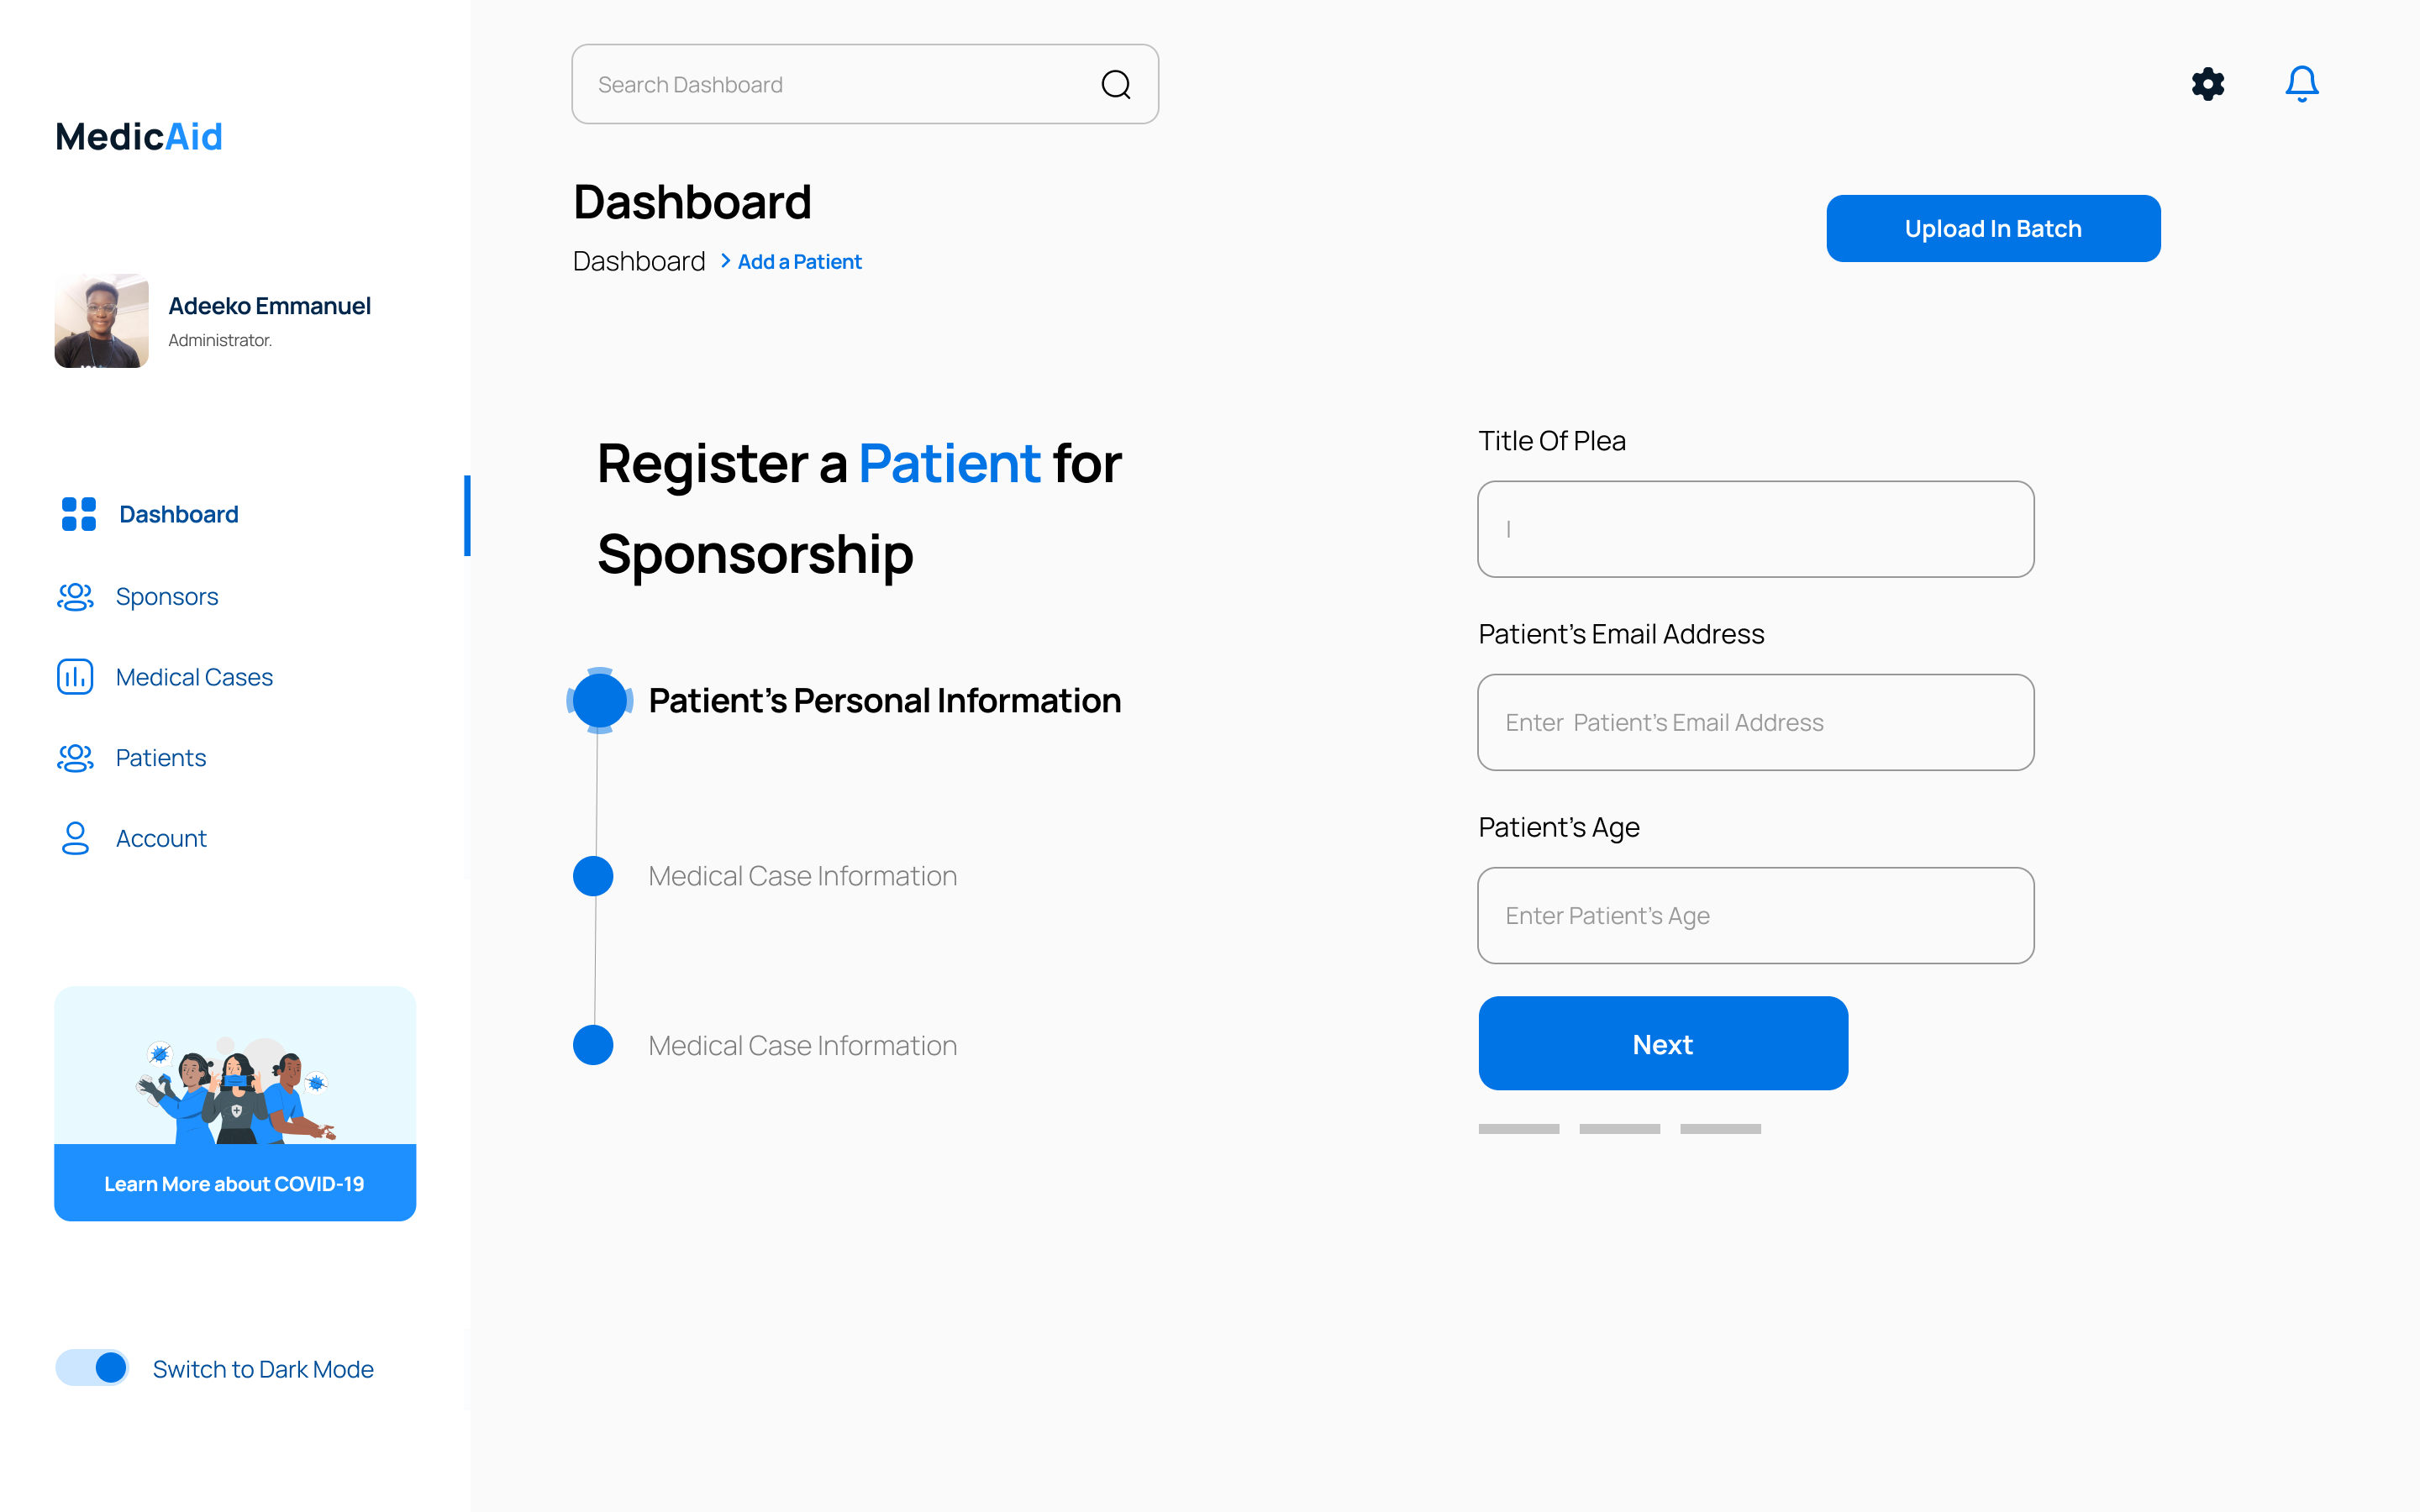 MedicAid
Adeeko Emmanuel
Administrator.
Dashboard
Sponsors
Medical Cases
Patients
Account
Learn More about COVID-19
Switch to Dark Mode
Search Dashboard
Dashboard
Dashboard > Add a Patient
Upload In Batch
Register a Patient for
Sponsorship
Patient's Personal Information
Medical Case Information
Medical Case Information
Title Of Plea
|
Patient's Email Address
Enter  Patient's Email Address
Patient's Age
Enter Patient's Age
Next